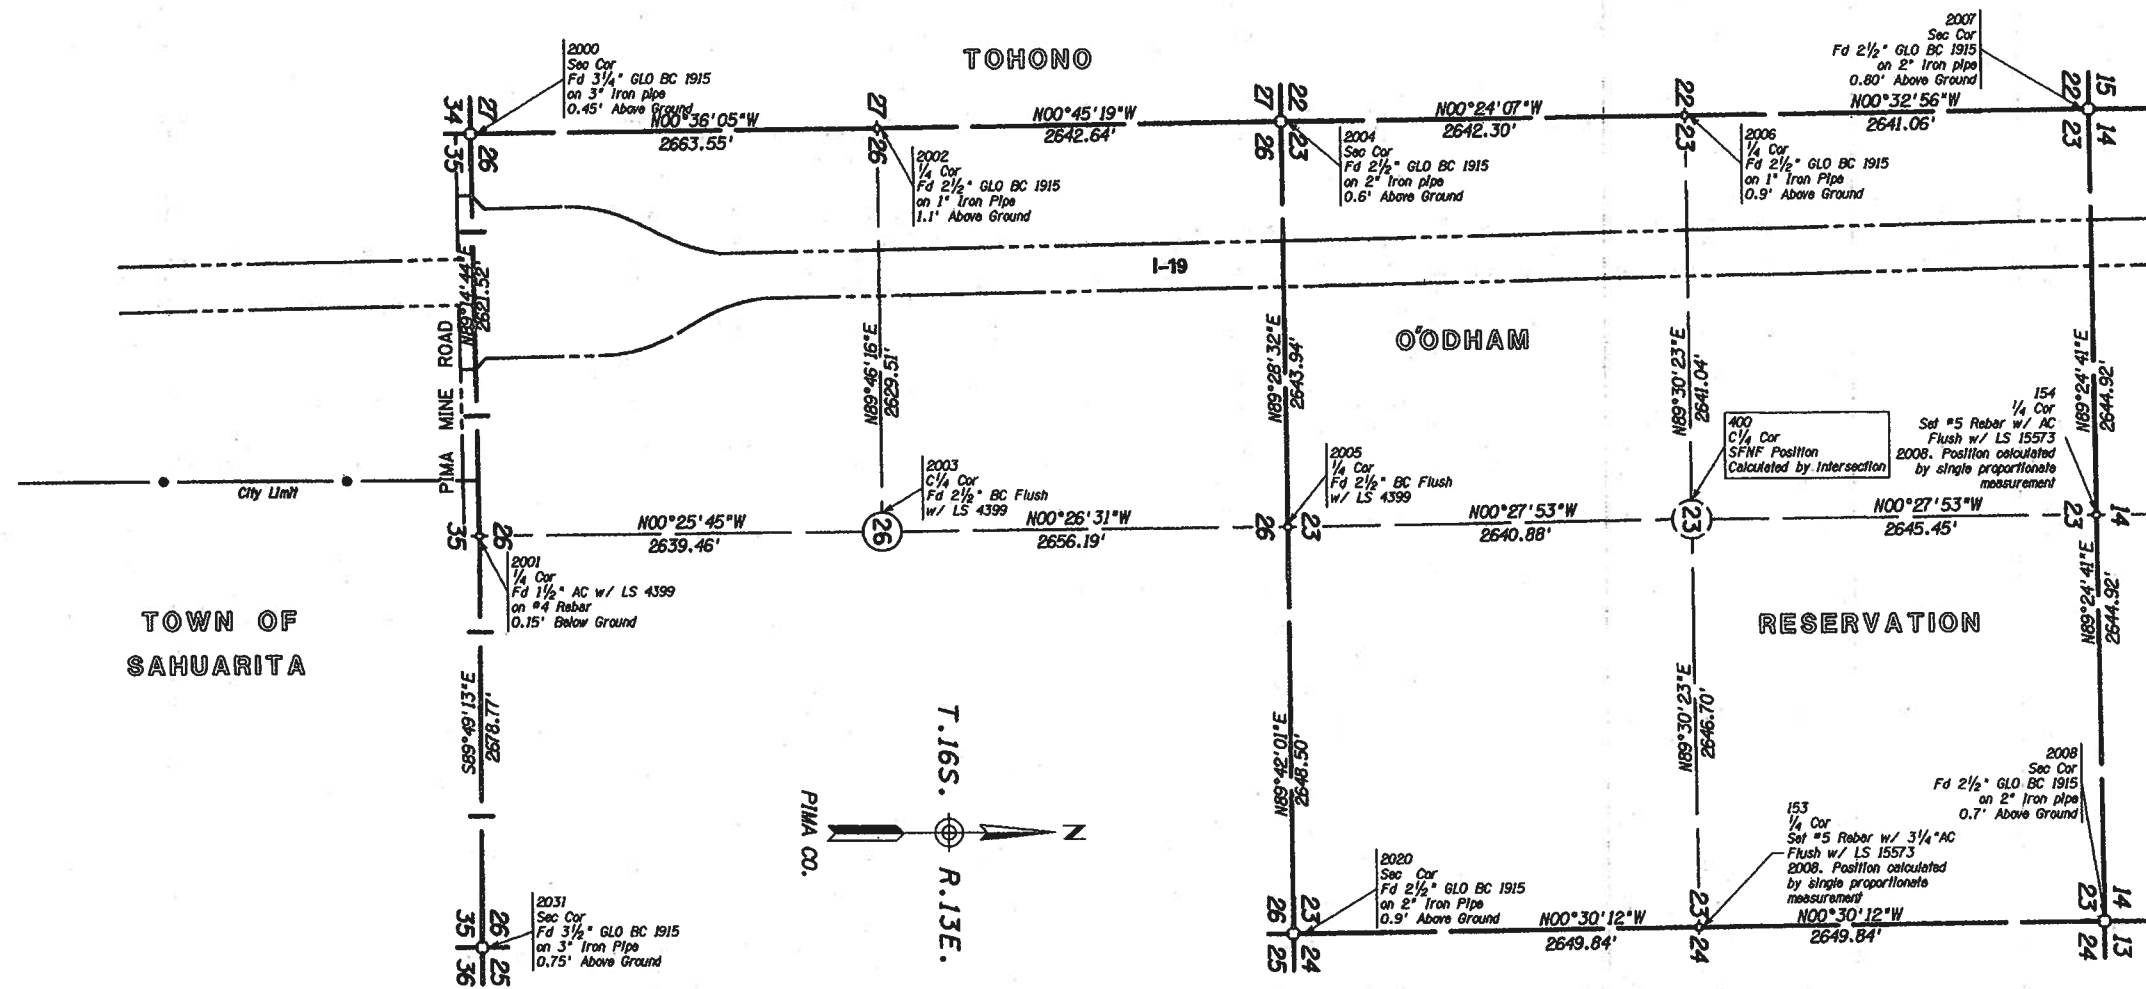 TOHONO
2000
Sec Cor
Fd 3¼" GLO BC 1915
on 3" Iron pipe
0.45' Above Ground
27
34
35
26
N00°36'05"W
2663.55'
27
26
2002
¼ Cor
Fd 2½" GLO BC 1915
on 1" Iron Pipe
1.1' Above Ground
N00°45'19"W
2642.64'
22
27
26
23
2004
Sec Cor
Fd 2½" GLO BC 1915
on 2" Iron pipe
0.6' Above Ground
N00°24'07"W
2642.30'
22
23
2006
¼ Cor
Fd 2½" GLO BC 1915
on 1" Iron Pipe
0.9' Above Ground
N00°32'56"W
2641.06'
2007
Sec Cor
Fd 2½" GLO BC 1915
on 2" Iron pipe
0.80' Above Ground
15
22
14
23
N89°14'44"E
2621.52'
I-19
O'ODHAM
PIMA MINE ROAD
City Limit
N89°46'16"E
2629.51'
N89°28'32"E
2643.94'
N89°30'23"E
2641.04'
N89°24'41"E
2644.92'
2003
C¼ Cor
Fd 2½" BC Flush
w/ LS 4399
2005
¼ Cor
Fd 2½" BC Flush
w/ LS 4399
400
C¼ Cor
SFNF Position
Calculated by Intersection
154
¼ Cor
Set #5 Rebar w/ AC
Flush w/ LS 15573
2008. Position calculated
by single proportionate
measurement
35
26
N00°25'45"W
2639.46'
26
N00°26'31"W
2656.19'
26
23
N00°27'53"W
2640.88'
23
N00°27'53"W
2645.45'
14
23
2001
¼ Cor
Fd 1½" AC w/ LS 4399
on #4 Rebar
0.15' Below Ground
TOWN OF
SAHUARITA
RESERVATION
S89°49'13"E
2678.77'
N89°42'01"E
2648.50'
N89°30'23"E
2646.70'
N89°24'41"E
2644.92'
T.16S.
R.13E.
PIMA CO.
N
2031
Sec Cor
Fd 3½" GLO BC 1915
on 3" Iron Pipe
0.75' Above Ground
35
26
36
25
2020
Sec Cor
Fd 2½" GLO BC 1915
on 2" Iron Pipe
0.9' Above Ground
26
23
25
24
N00°30'12"W
2649.84'
153
¼ Cor
Set #5 Rebar w/ 3¼"AC
Flush w/ LS 15573
2008. Position calculated
by single proportionate
measurement
23
24
N00°30'12"W
2649.84'
2008
Sec Cor
Fd 2½" GLO BC 1915
on 2" Iron pipe
0.7' Above Ground
14
23
13
24